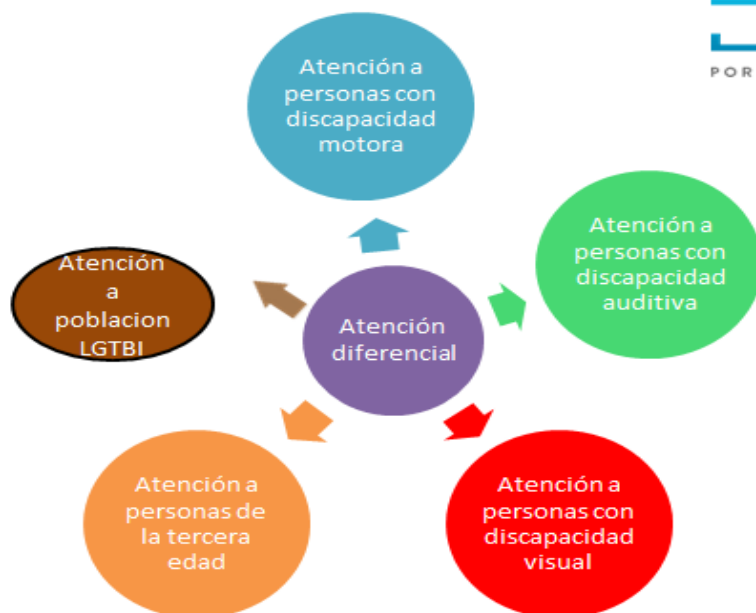 POR
Atención a
personas con
discapacidad
motora
Atención a
personas con
discapacidad
auditiva
Atención
a
poblacion
LGTBI
Atención
diferencial
Atención a
personas de
la tercera
edad
Atención a
personas con
discapacidad
visual